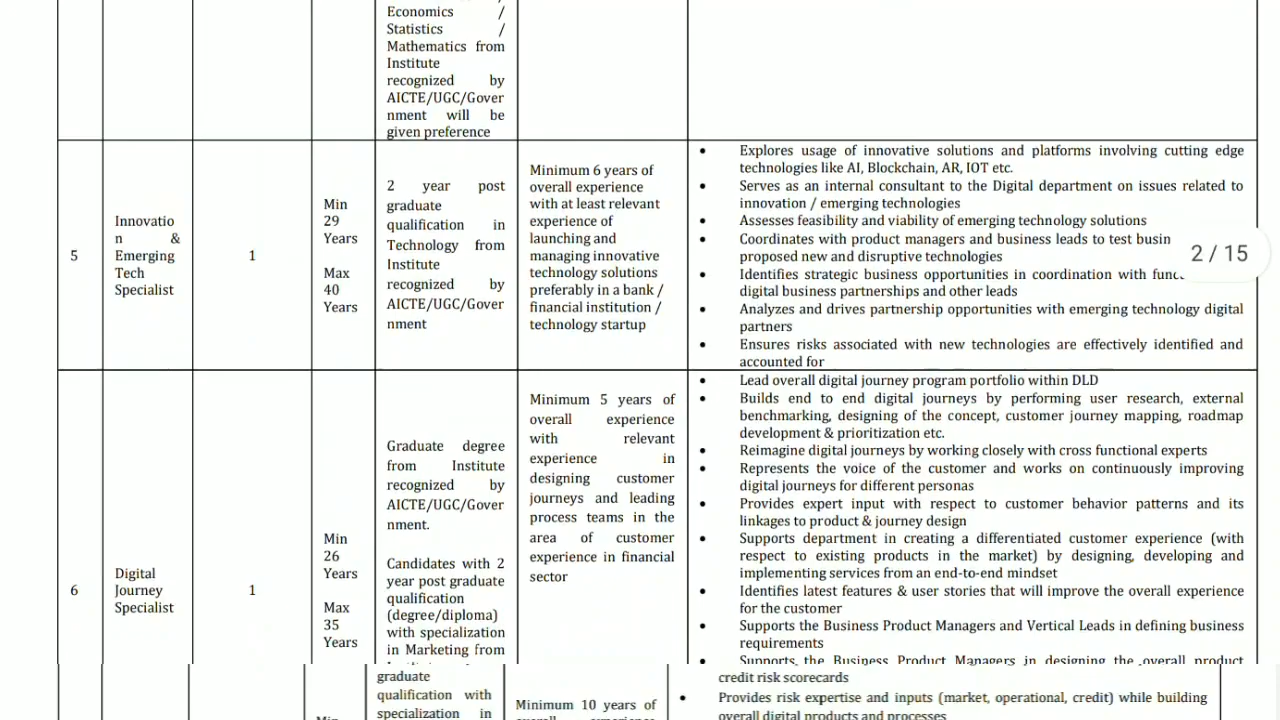 Economics /
Statistics /
Mathematics from
Institute
recognized by
AICTE/UGC/Gover
nment will be
given preference
5
Innovatio
n &
Emerging
Tech
Specialist
1
Min
29
Years
Max
40
Years
2 year post
graduate
qualification in
Technology from
Institute
recognized by
AICTE/UGC/Gover
nment
Minimum 6 years of
overall experience
with at least relevant
experience of
launching and
managing innovative
technology solutions
preferably in a bank /
financial institution /
technology startup
• Explores usage of innovative solutions and platforms involving cutting edge
technologies like AI, Blockchain, AR, IOT etc.
• Serves as an internal consultant to the Digital department on issues related to
innovation / emerging technologies
• Assesses feasibility and viability of emerging technology solutions
• Coordinates with product managers and business leads to test busin
proposed new and disruptive technologies
• Identifies strategic business opportunities in coordination with func
digital business partnerships and other leads
• Analyzes and drives partnership opportunities with emerging technology digital
partners
• Ensures risks associated with new technologies are effectively identified and
accounted for
2 / 15
6
Digital
Journey
Specialist
1
Min
26
Years
Max
35
Years
Graduate degree
from Institute
recognized by
AICTE/UGC/Gover
nment.
Candidates with 2
year post graduate
qualification
(degree/diploma)
with specialization
in Marketing from
Minimum 5 years of
overall experience
with relevant
experience in
designing customer
journeys and leading
process teams in the
area of customer
experience in financial
sector
• Lead overall digital journey program portfolio within DLD
• Builds end to end digital journeys by performing user research, external
benchmarking, designing of the concept, customer journey mapping, roadmap
development & prioritization etc.
• Reimagine digital journeys by working closely with cross functional experts
• Represents the voice of the customer and works on continuously improving
digital journeys for different personas
• Provides expert input with respect to customer behavior patterns and its
linkages to product & journey design
• Supports department in creating a differentiated customer experience (with
respect to existing products in the market) by designing, developing and
implementing services from an end-to-end mindset
• Identifies latest features & user stories that will improve the overall experience
for the customer
• Supports the Business Product Managers and Vertical Leads in defining business
requirements
• Supports the Business Product Managers in designing the overall product
graduate
qualification with
specialization in
Min
Minimum 10 years of
overall experience
credit risk scorecards
• Provides risk expertise and inputs (market, operational, credit) while building
overall digital products and processes